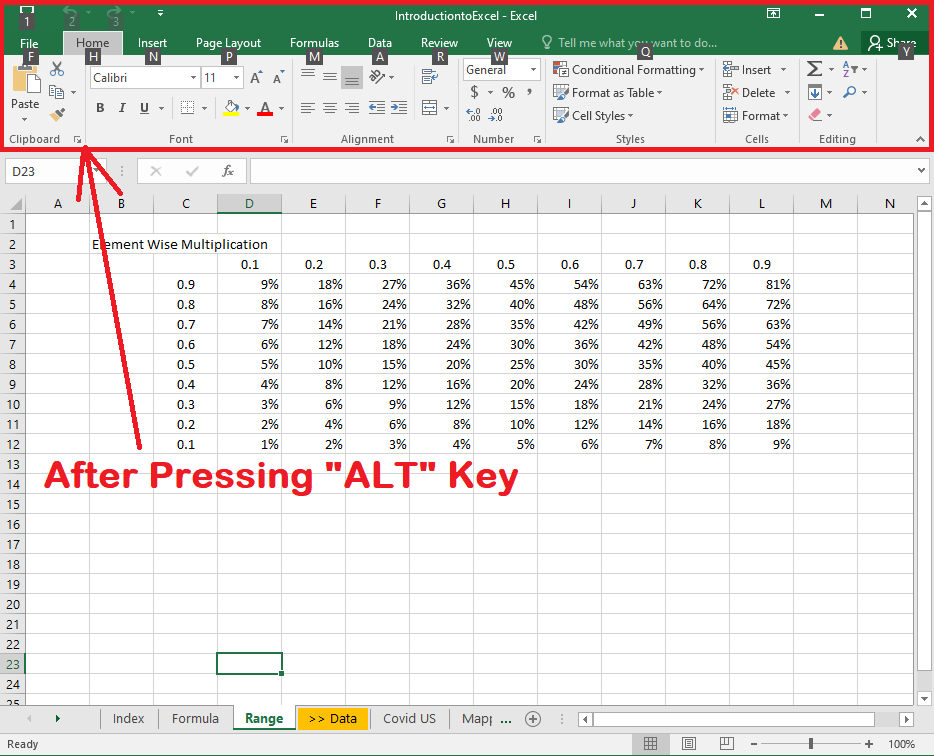 IntroductiontoExcel - Excel
1 2 3
File Home Insert Page Layout Formulas Data Review View Tell me what you want to do... Share
F H N P M A R W Q Y
Calibri 11 General Conditional Formatting Insert
Paste B I U A $ % , Format as Table Delete
Cell Styles Format
Clipboard Font Alignment Number Styles Cells Editing
D23 fx
A B C D E F G H I J K L M N
1
2 Element Wise Multiplication
3 0.1 0.2 0.3 0.4 0.5 0.6 0.7 0.8 0.9
4 0.9 9% 18% 27% 36% 45% 54% 63% 72% 81%
5 0.8 8% 16% 24% 32% 40% 48% 56% 64% 72%
6 0.7 7% 14% 21% 28% 35% 42% 49% 56% 63%
7 0.6 6% 12% 18% 24% 30% 36% 42% 48% 54%
8 0.5 5% 10% 15% 20% 25% 30% 35% 40% 45%
9 0.4 4% 8% 12% 16% 20% 24% 28% 32% 36%
10 0.3 3% 6% 9% 12% 15% 18% 21% 24% 27%
11 0.2 2% 4% 6% 8% 10% 12% 14% 16% 18%
12 0.1 1% 2% 3% 4% 5% 6% 7% 8% 9%
13
After Pressing "ALT" Key
14
15
16
17
18
19
20
21
22
23
24
25
Index Formula Range >> Data Covid US Mapp ...
Ready 100%